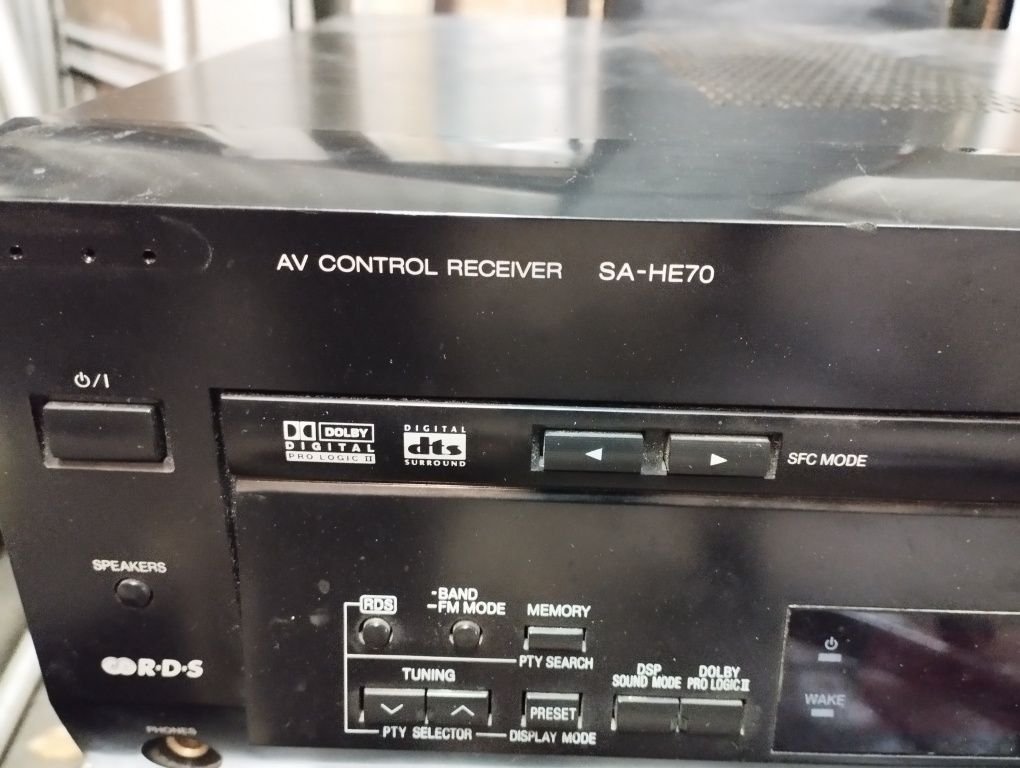 AV CONTROL RECEIVER SA-HE70
⏻/I
DOLBY
DIGITAL
PRO LOGIC II
DIGITAL
dts
SURROUND
SFC MODE
SPEAKERS
R·D·S
PHONES
RDS
-BAND
-FM MODE
MEMORY
PTY SEARCH
TUNING
PRESET
PTY SELECTOR
DISPLAY MODE
DSP
SOUND MODE
DOLBY
PRO LOGIC II
⏻
WAKE